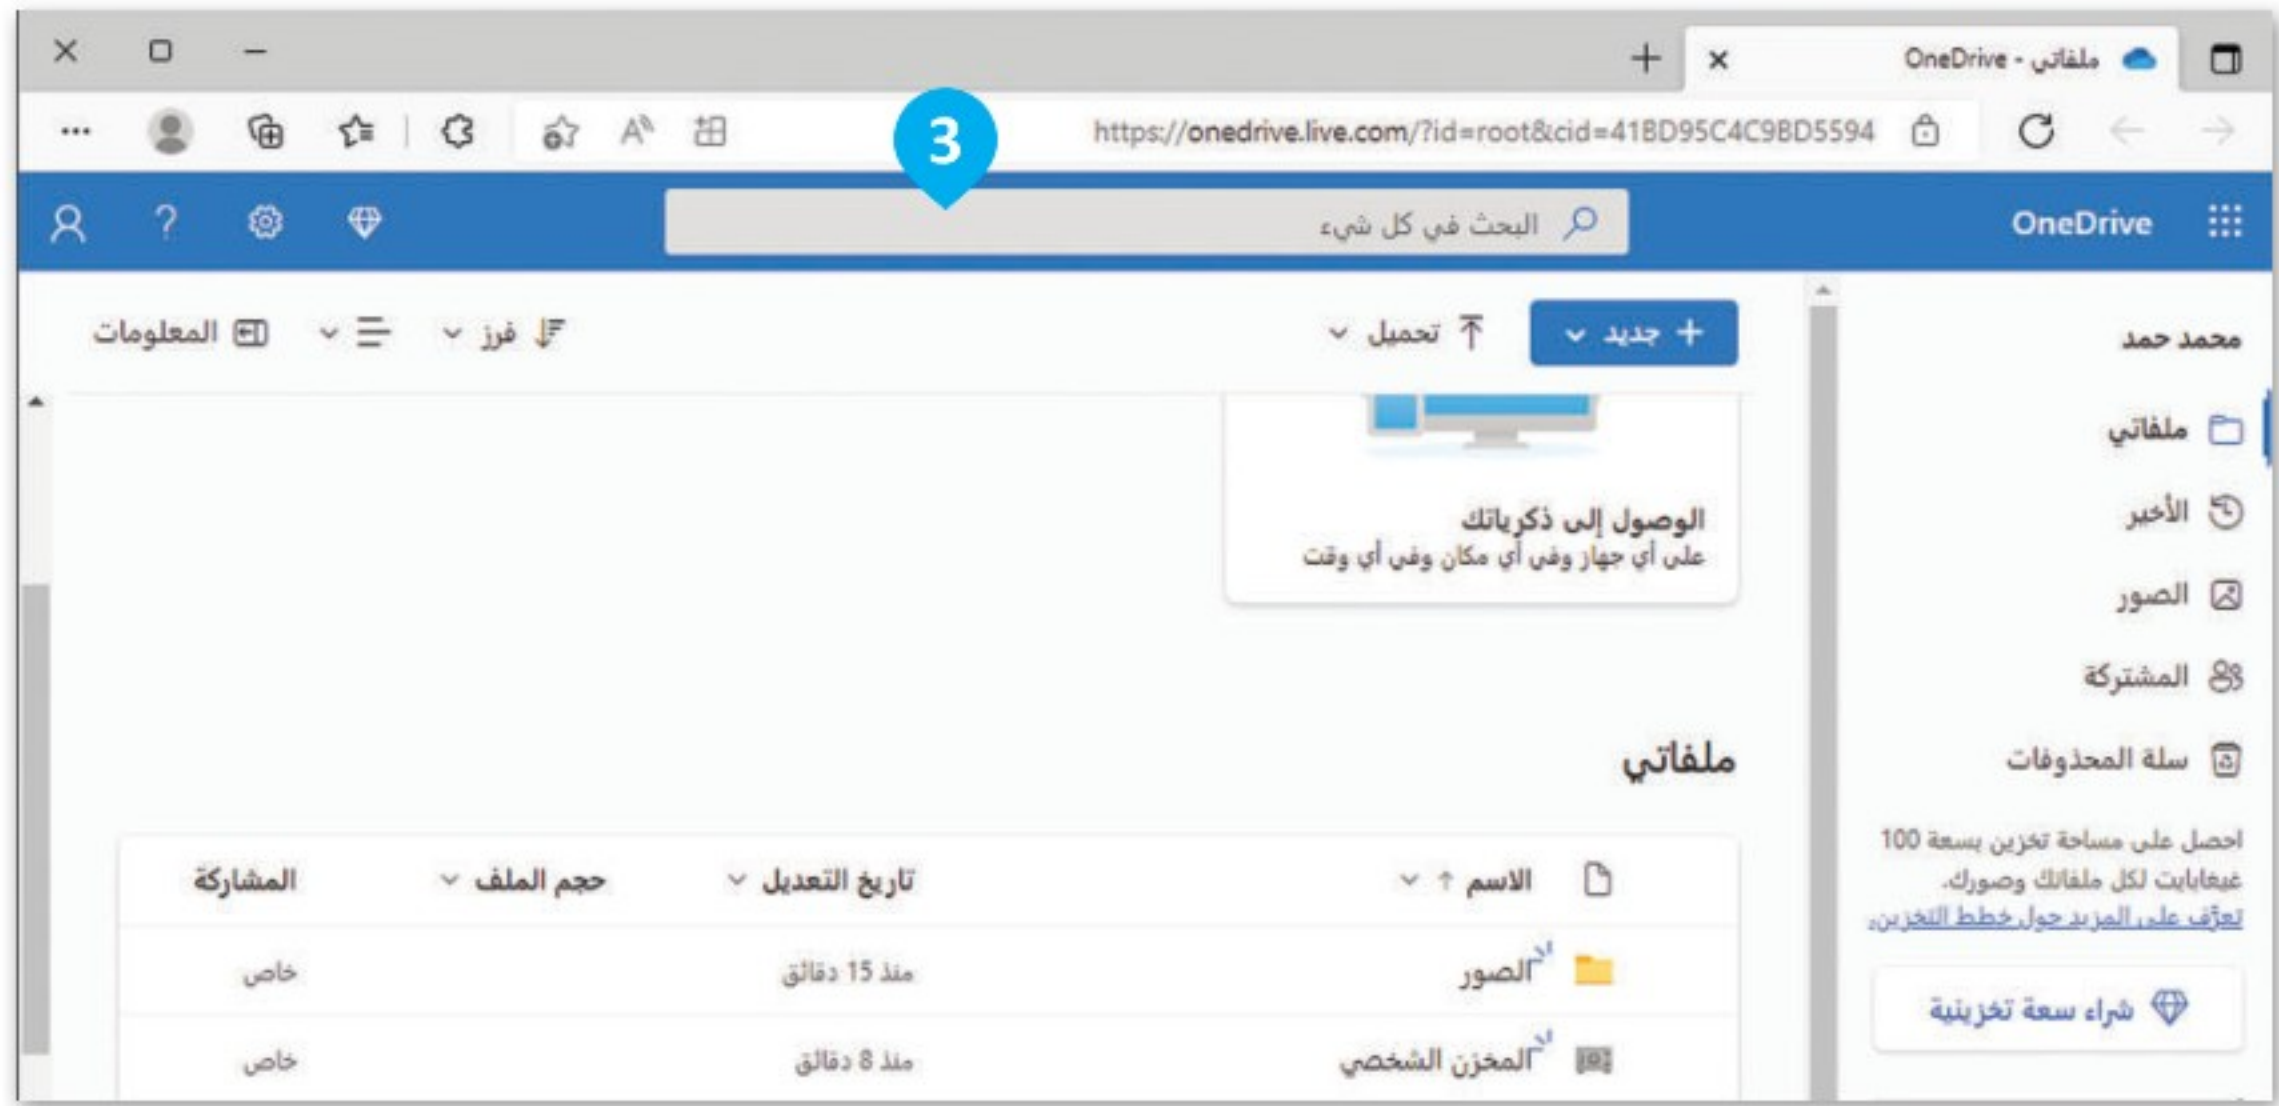 ملفاتي - OneDrive
https://onedrive.live.com/?id=root&cid=418D95C4C98D5594
3
OneDrive
البحث في كل شيء
?
محمد حمد
ملفاتي
الأخير
الصور
المشتركة
سلة المحذوفات
احصل على مساحة تخزين بسعة 100
غيغابايت لكل ملفاتك وصورك.
تعرَّف على المزيد حول خطط التخزين.
شراء سعة تخزينية
+ جديد
تحميل
فرز
المعلومات
الوصول إلى ذكرياتك
على أي جهاز وفي أي مكان وفي أي وقت
ملفاتي
الاسم ↑ تاريخ التعديل حجم الملف المشاركة
الصور منذ 15 دقائق خاص
المخزن الشخصي منذ 8 دقائق خاص